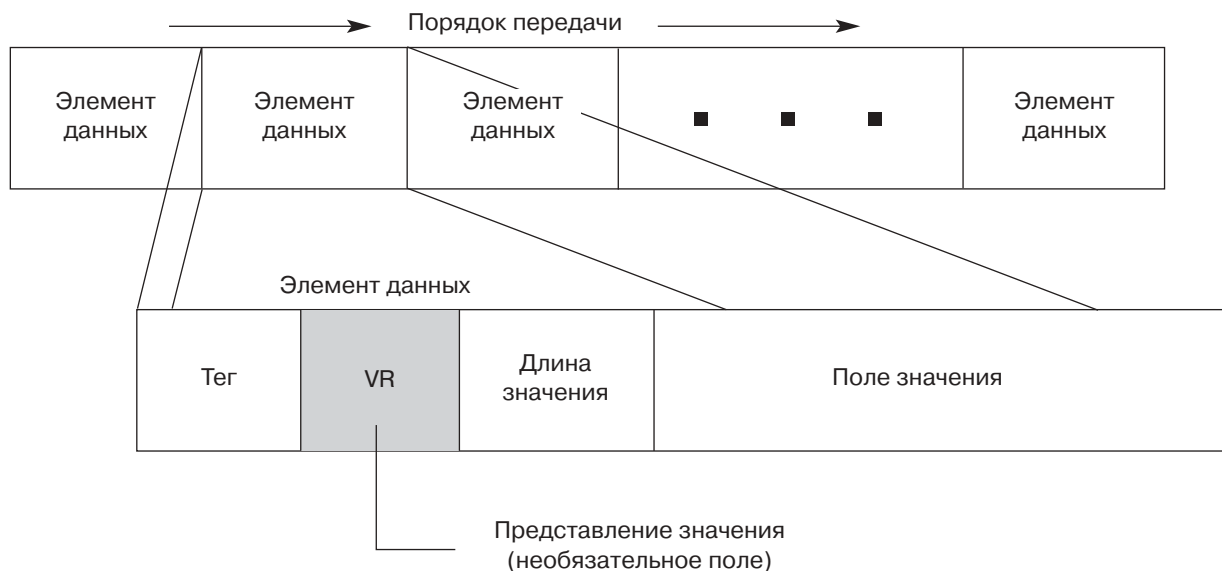 Порядок передачи
Элемент
данных
Элемент
данных
Элемент
данных
Элемент
данных
Элемент данных
Тег
VR
Длина
значения
Поле значения
Представление значения
(необязательное поле)